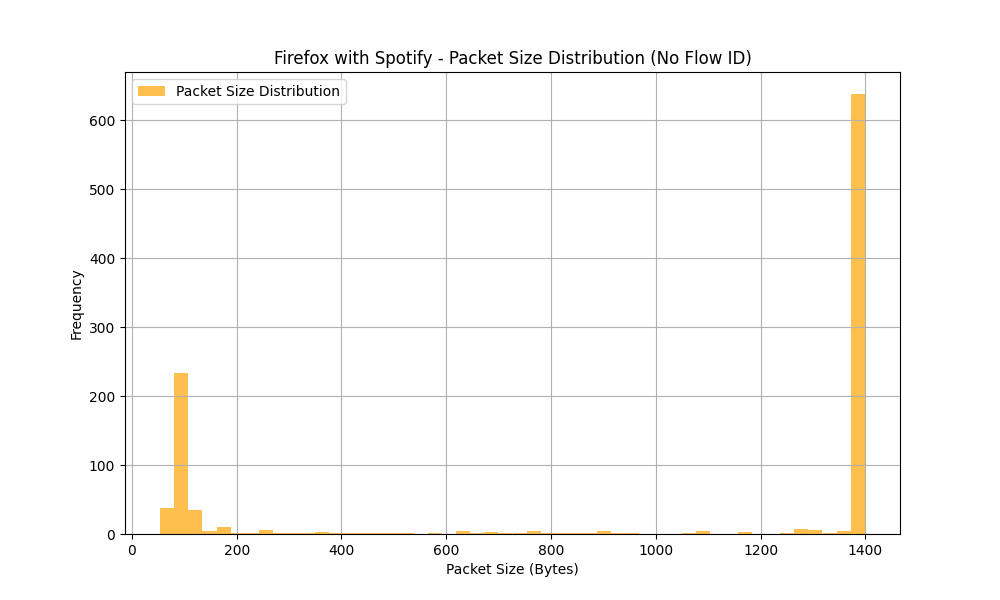 Firefox with Spotify - Packet Size Distribution (No Flow ID)
Packet Size Distribution
Frequency
600
500
400
300
200
100
0
0 200 400 600 800 1000 1200 1400
Packet Size (Bytes)